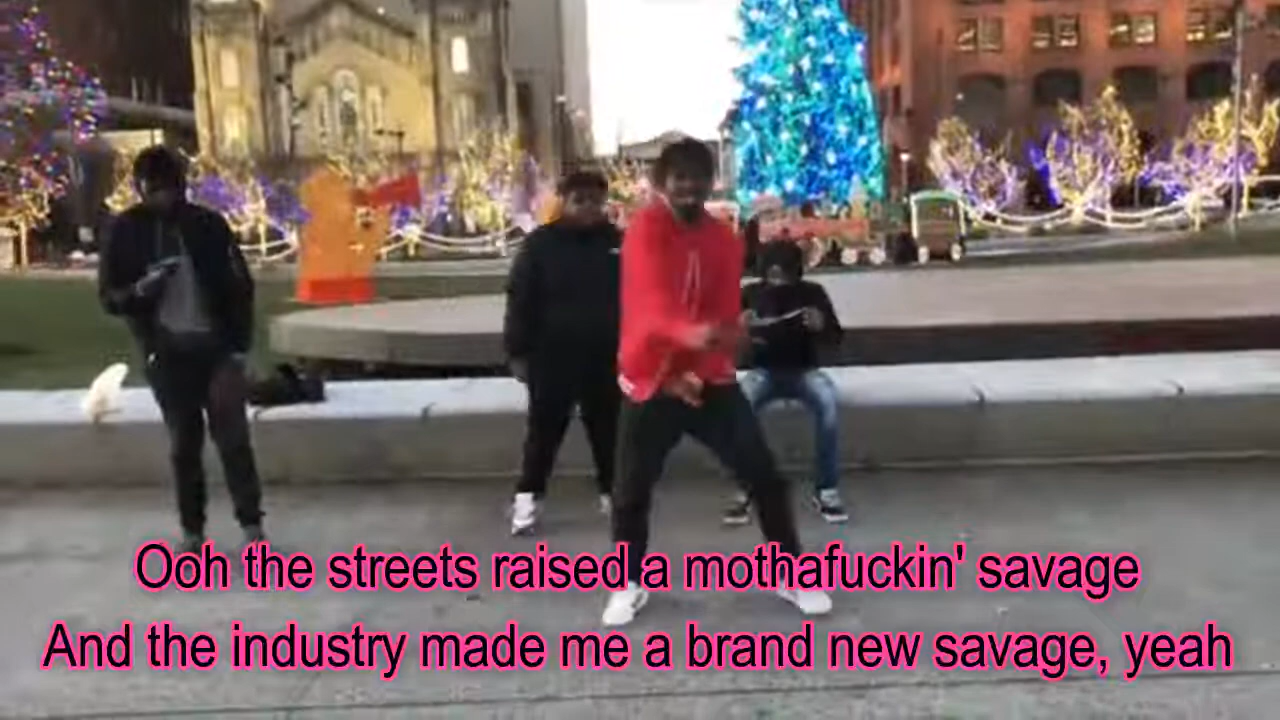 Ooh the streets raised a mothafuckin' savage
And the industry made me a brand new savage, yeah